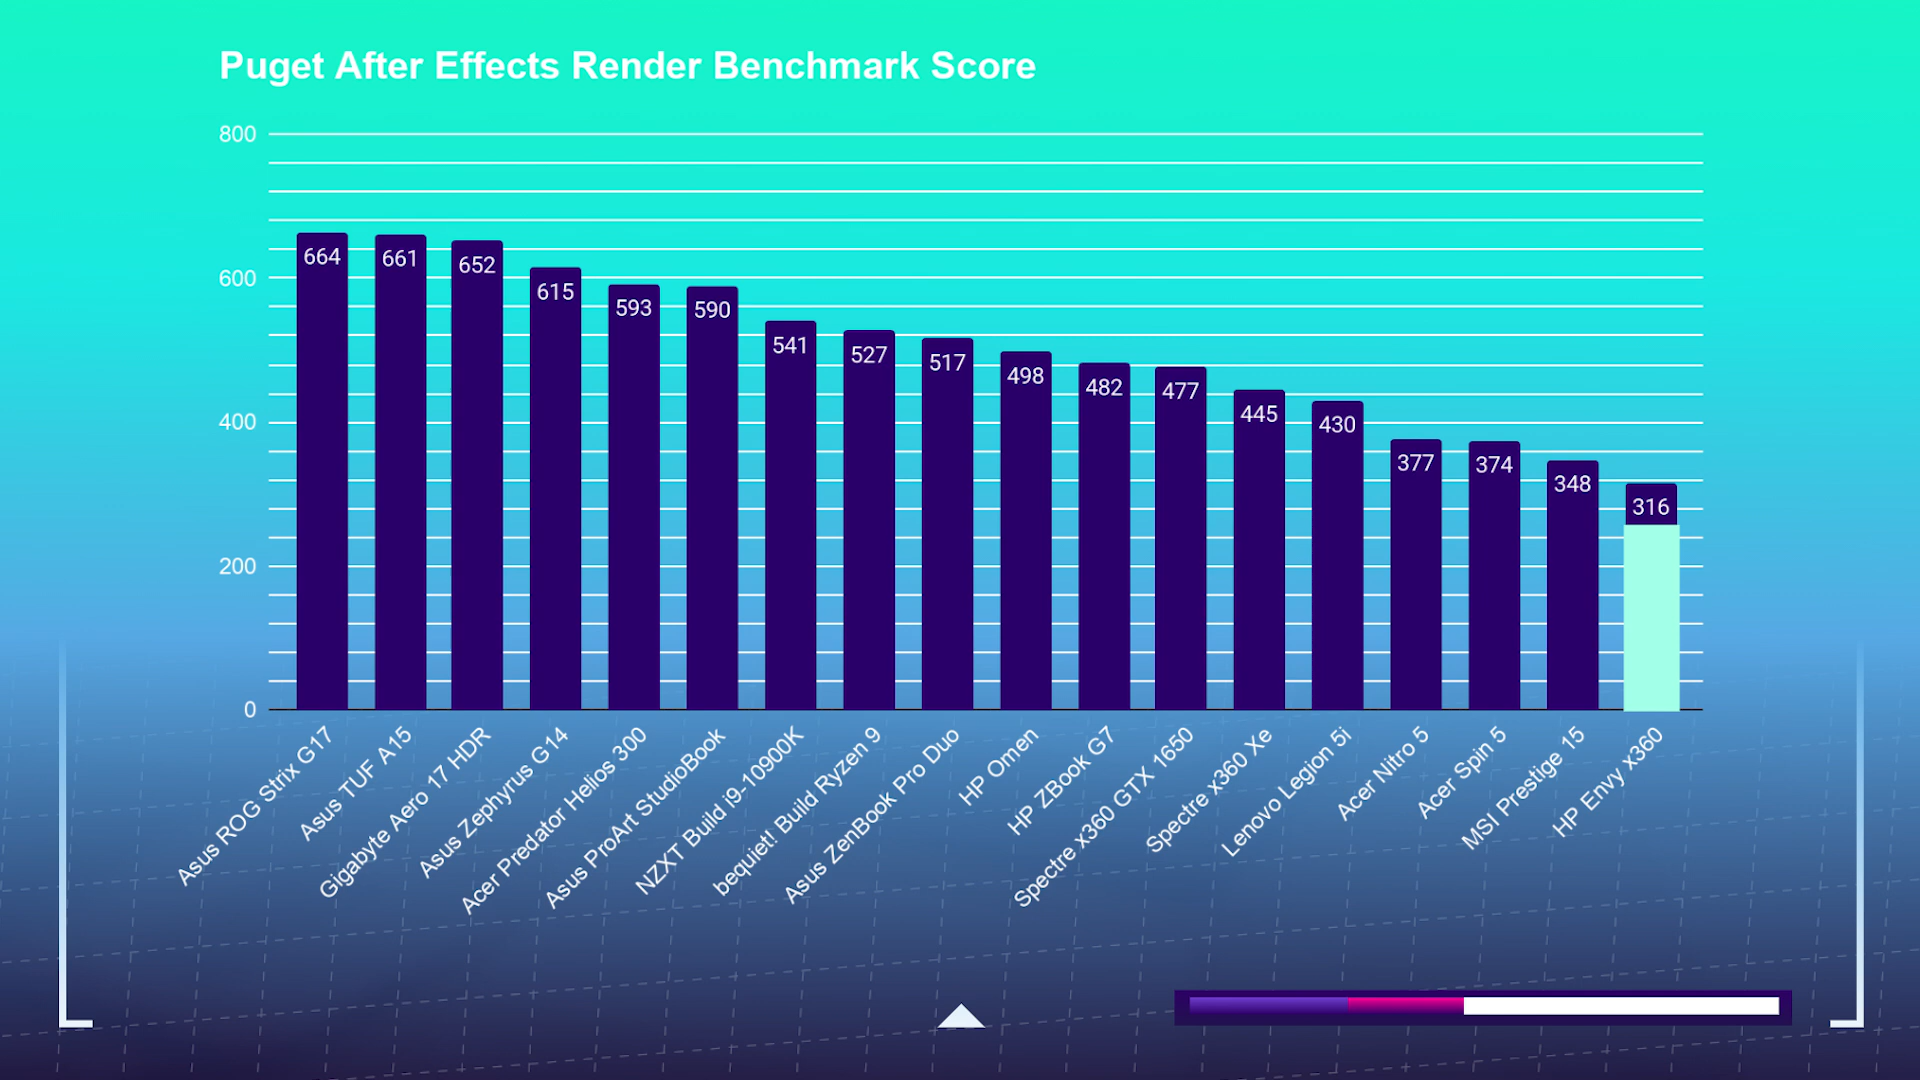 Puget After Effects Render Benchmark Score
800
600
400
200
0
664
661
652
615
593
590
541
527
517
498
482
477
445
430
377
374
348
316
Asus ROG Strix G17
Asus TUF A15
Gigabyte Aero 17 HDR
Asus Zephyrus G14
Acer Predator Helios 300
Asus ProArt StudioBook
NZXT Build i9-10900K
bequiet! Build Ryzen 9
Asus ZenBook Pro Duo
HP Omen
HP ZBook G7
Spectre x360 GTX 1650
Spectre x360 Xe
Lenovo Legion 5i
Acer Nitro 5
Acer Spin 5
MSI Prestige 15
HP Envy x360